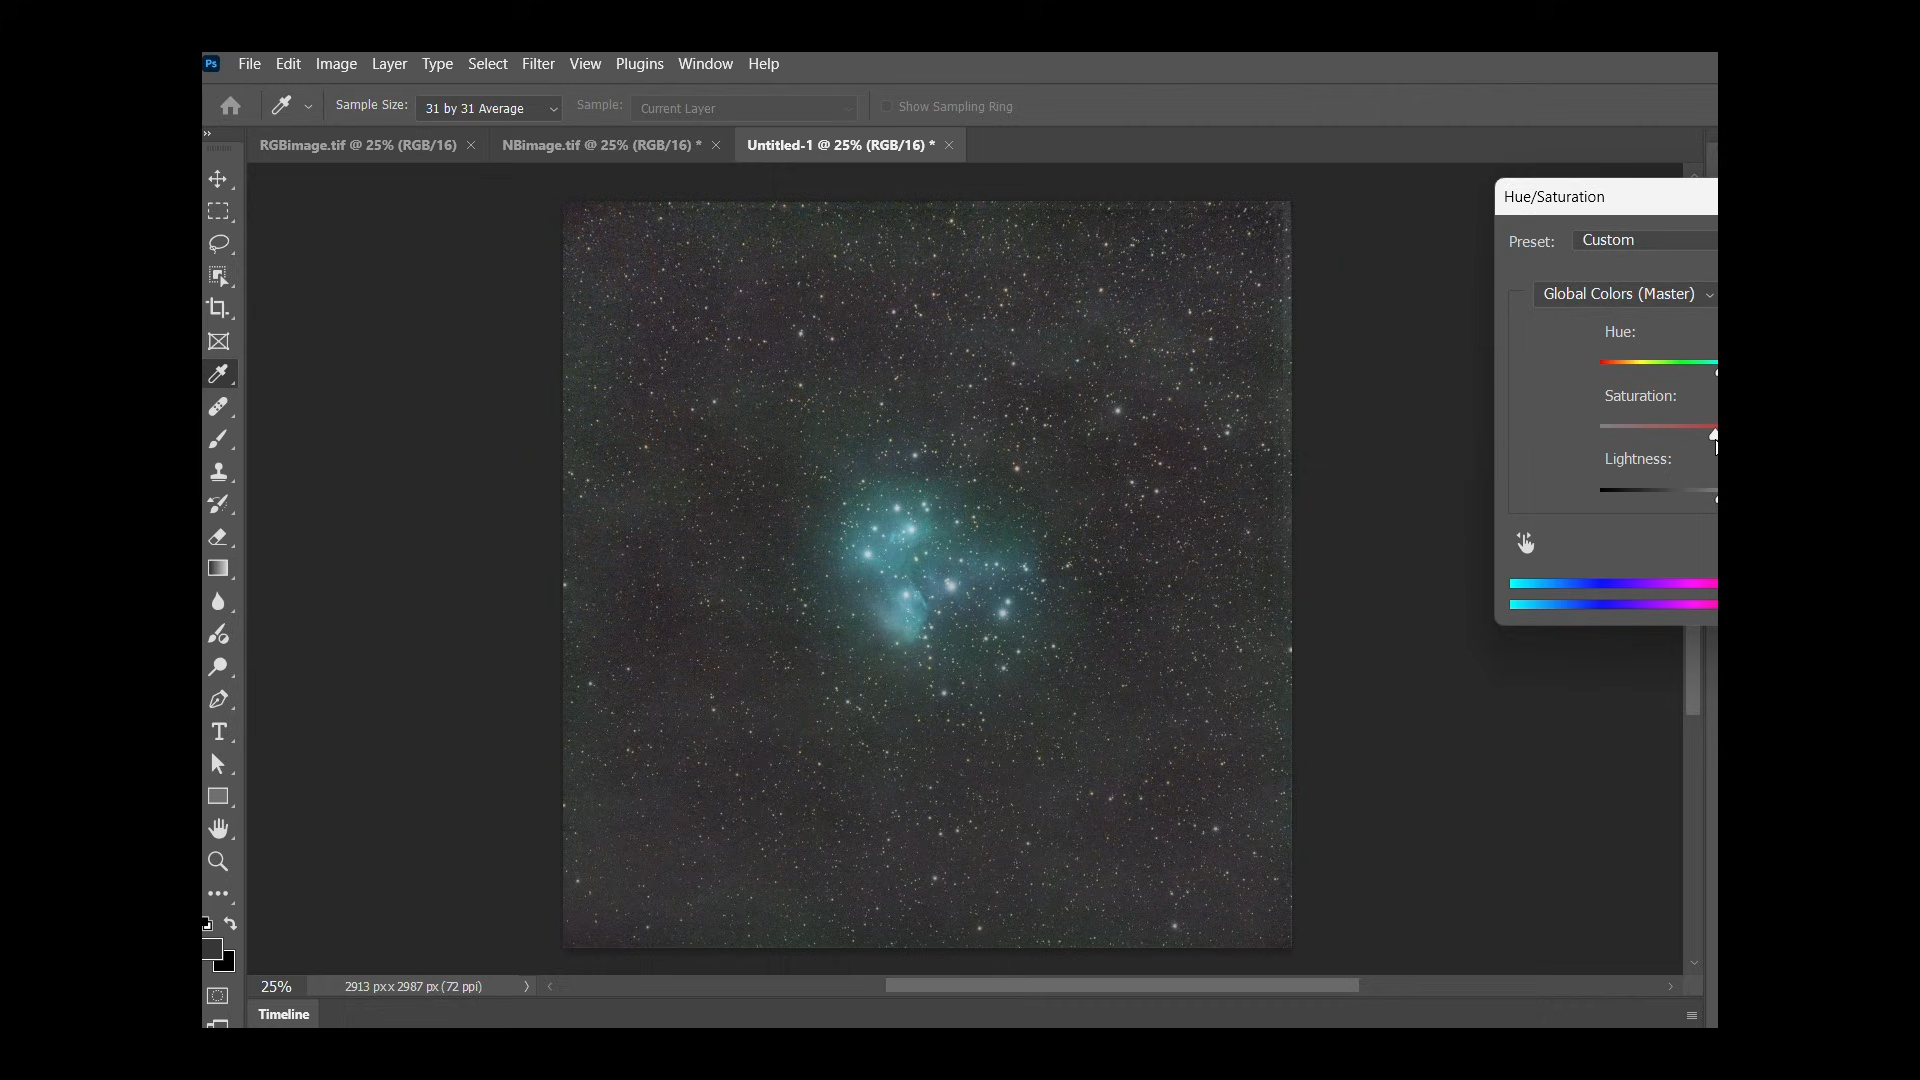 Ps File Edit Image Layer Type Select Filter View Plugins Window Help
Sample Size: 31 by 31 Average Sample: Current Layer Show Sampling Ring
RGBimage.tif @ 25% (RGB/16) NBimage.tif @ 25% (RGB/16) * Untitled-1 @ 25% (RGB/16) *
Hue/Saturation
Preset: Custom
Global Colors (Master)
Hue:
Saturation:
Lightness:
25% 2913 px x 2987 px (72 ppi)
Timeline